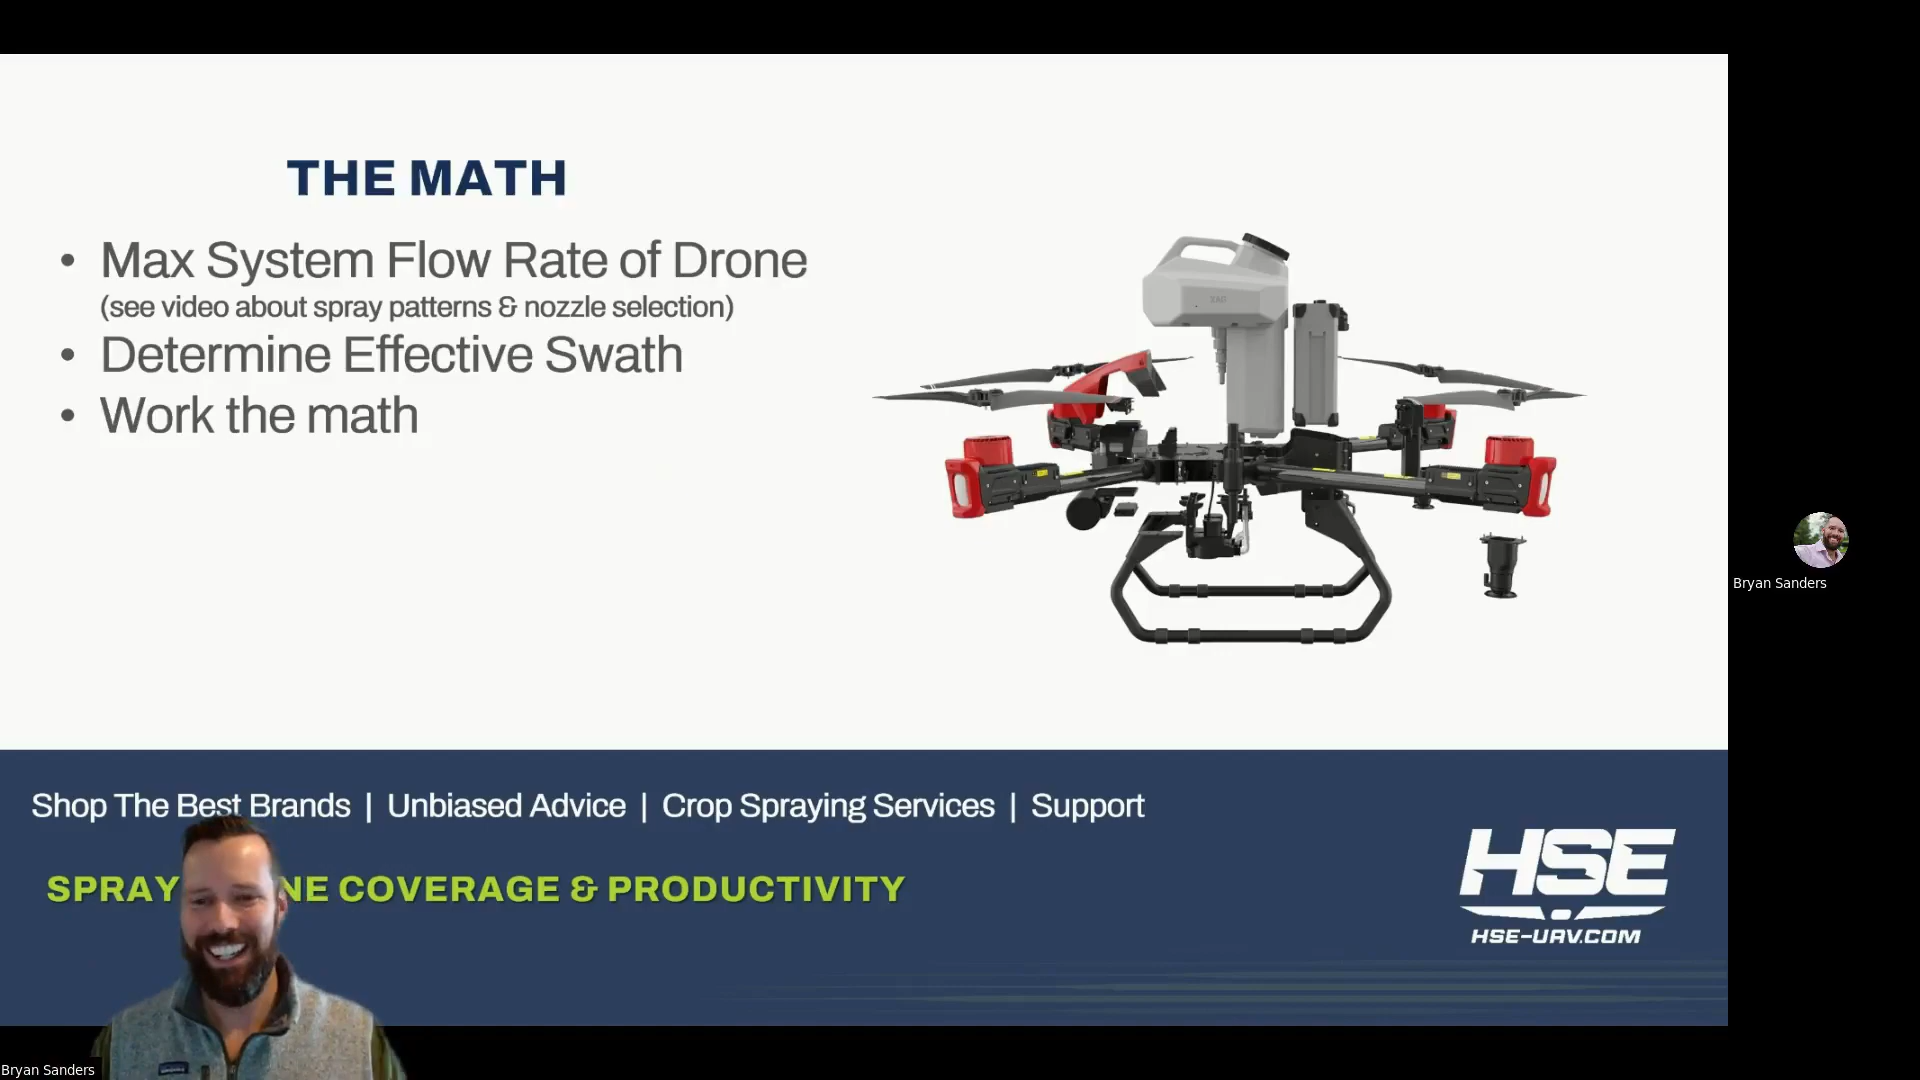 THE MATH
• Max System Flow Rate of Drone
(see video about spray patterns & nozzle selection)
• Determine Effective Swath
• Work the math
XAG
Bryan Sanders
Shop The Best Brands | Unbiased Advice | Crop Spraying Services | Support
SPRAY NE COVERAGE & PRODUCTIVITY
HSE
HSE-UAV.COM
Bryan Sanders